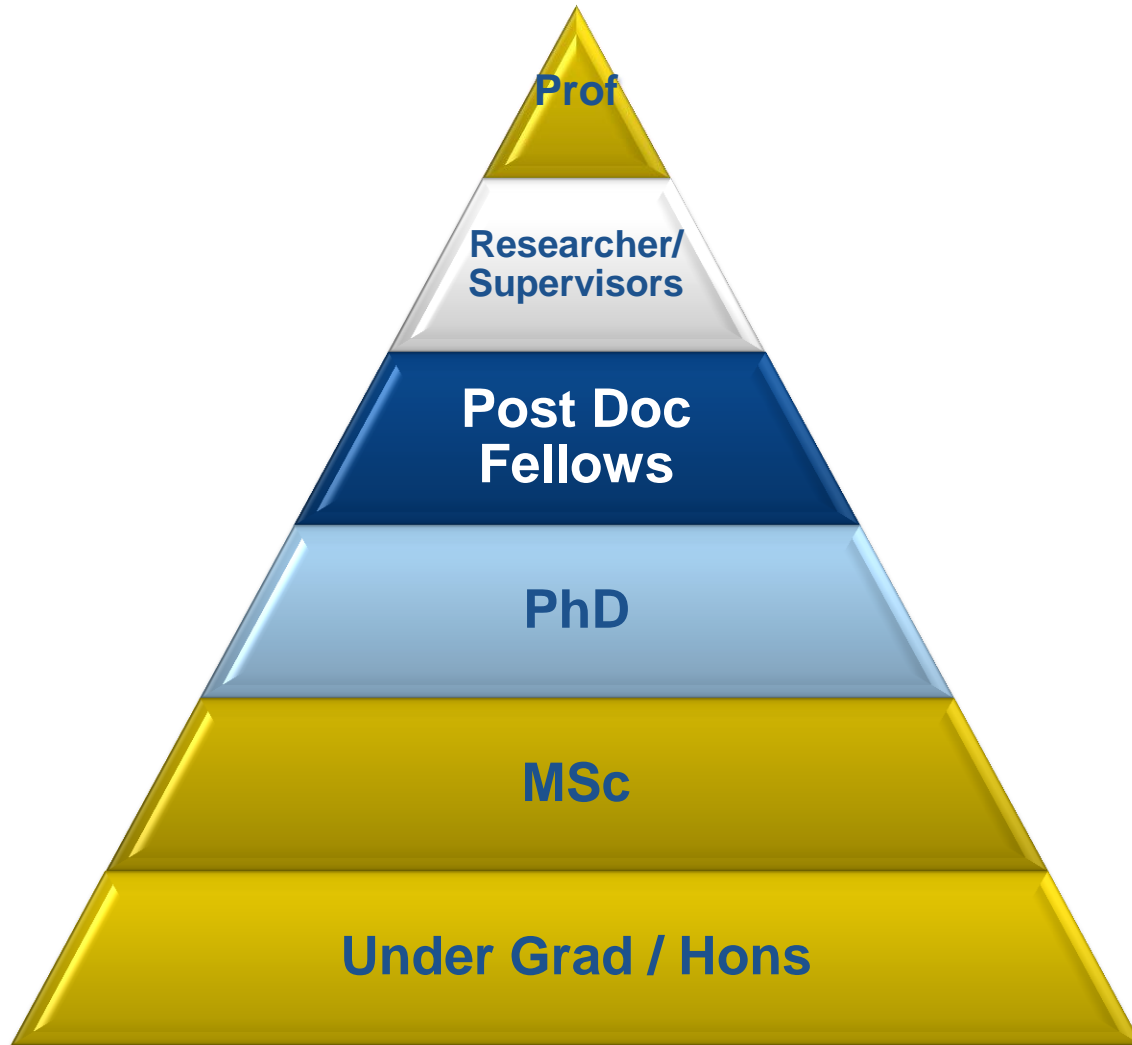 Prof
Researcher/
Supervisors
Post Doc
Fellows
PhD
MSc
Under Grad / Hons